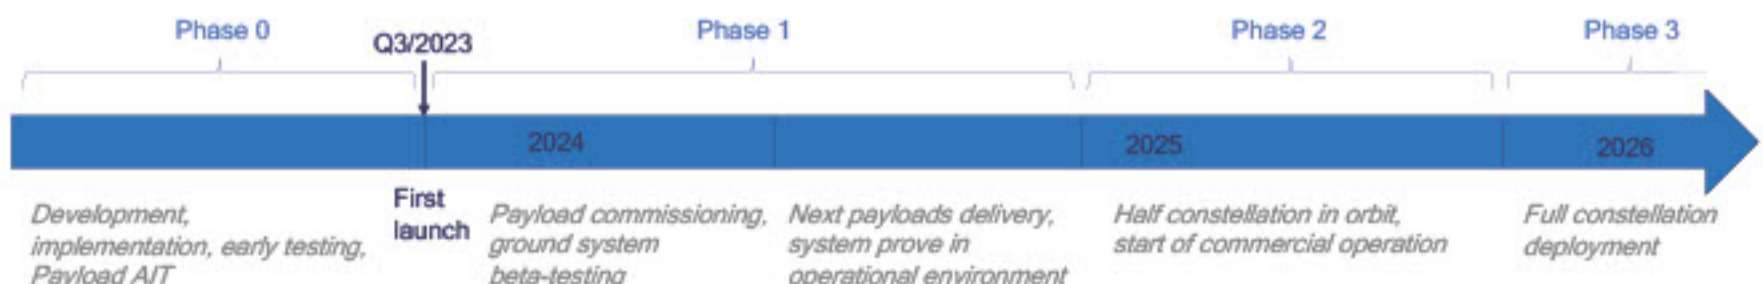 Phase 0
Q3/2023
Phase 1
Phase 2
Phase 3
2024
2025
2026
Development,
implementation, early testing,
Payload AIT
First
launch
Payload commissioning,
ground system
beta-testing
Next payloads delivery,
system prove in
operational environment
Half constellation in orbit,
start of commercial operation
Full constellation
deployment